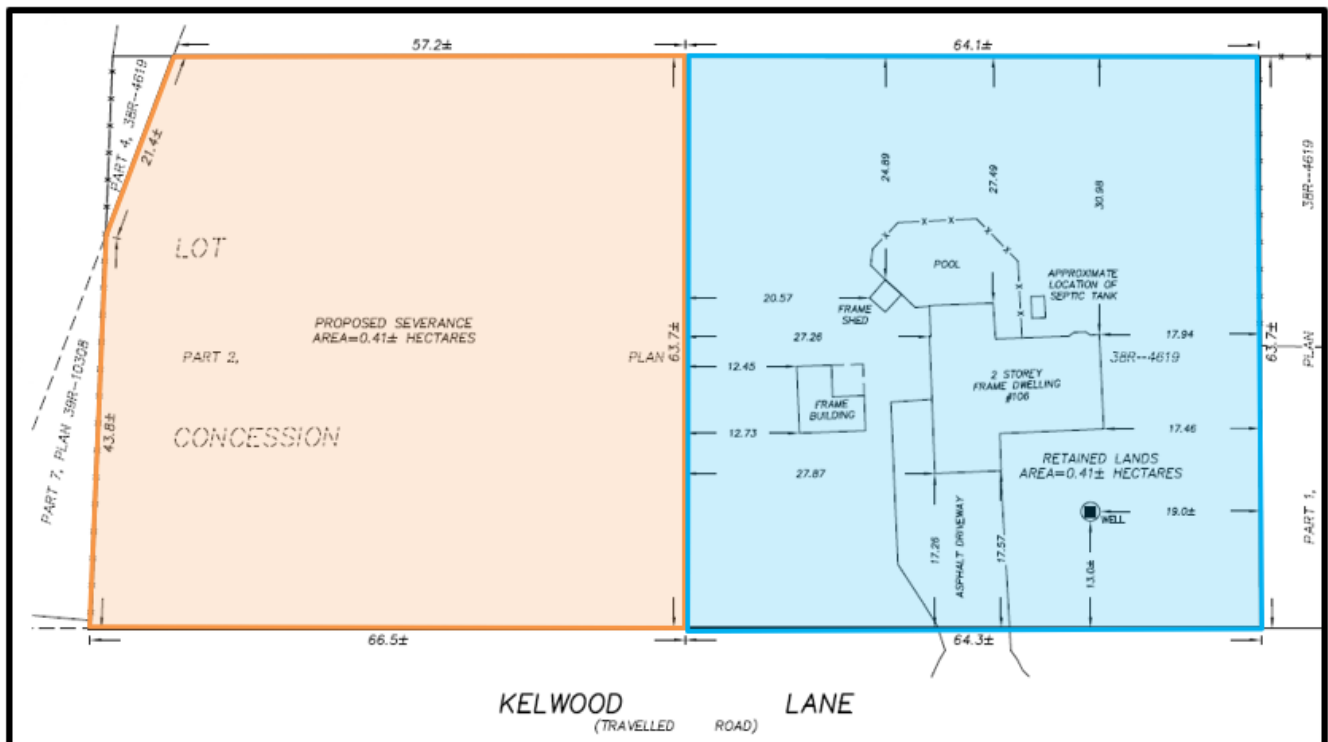 57.2±
64.1±
PART 4, 38R-4619
21.4±
LOT
PROPOSED SEVERANCE
AREA=0.41± HECTARES
PART 2,
PLAN
63.7±
CONCESSION
43.8±
PART 7, PLAN 39R-10308
66.5±
24.89
27.49
30.98
POOL
APPROXIMATE
LOCATION OF
SEPTIC TANK
20.57
FRAME
SHED
27.26
17.94
12.45
38R-4619
2 STOREY
FRAME DWELLING
#106
FRAME
BUILDING
12.73
17.46
27.87
RETAINED LANDS
AREA=0.41± HECTARES
WELL
19.0±
13.0±
17.26
ASPHALT DRIVEWAY
17.57
64.3±
63.7±
38R-4619
PLAN
PART 1,
KELWOOD LANE
(TRAVELLED ROAD)